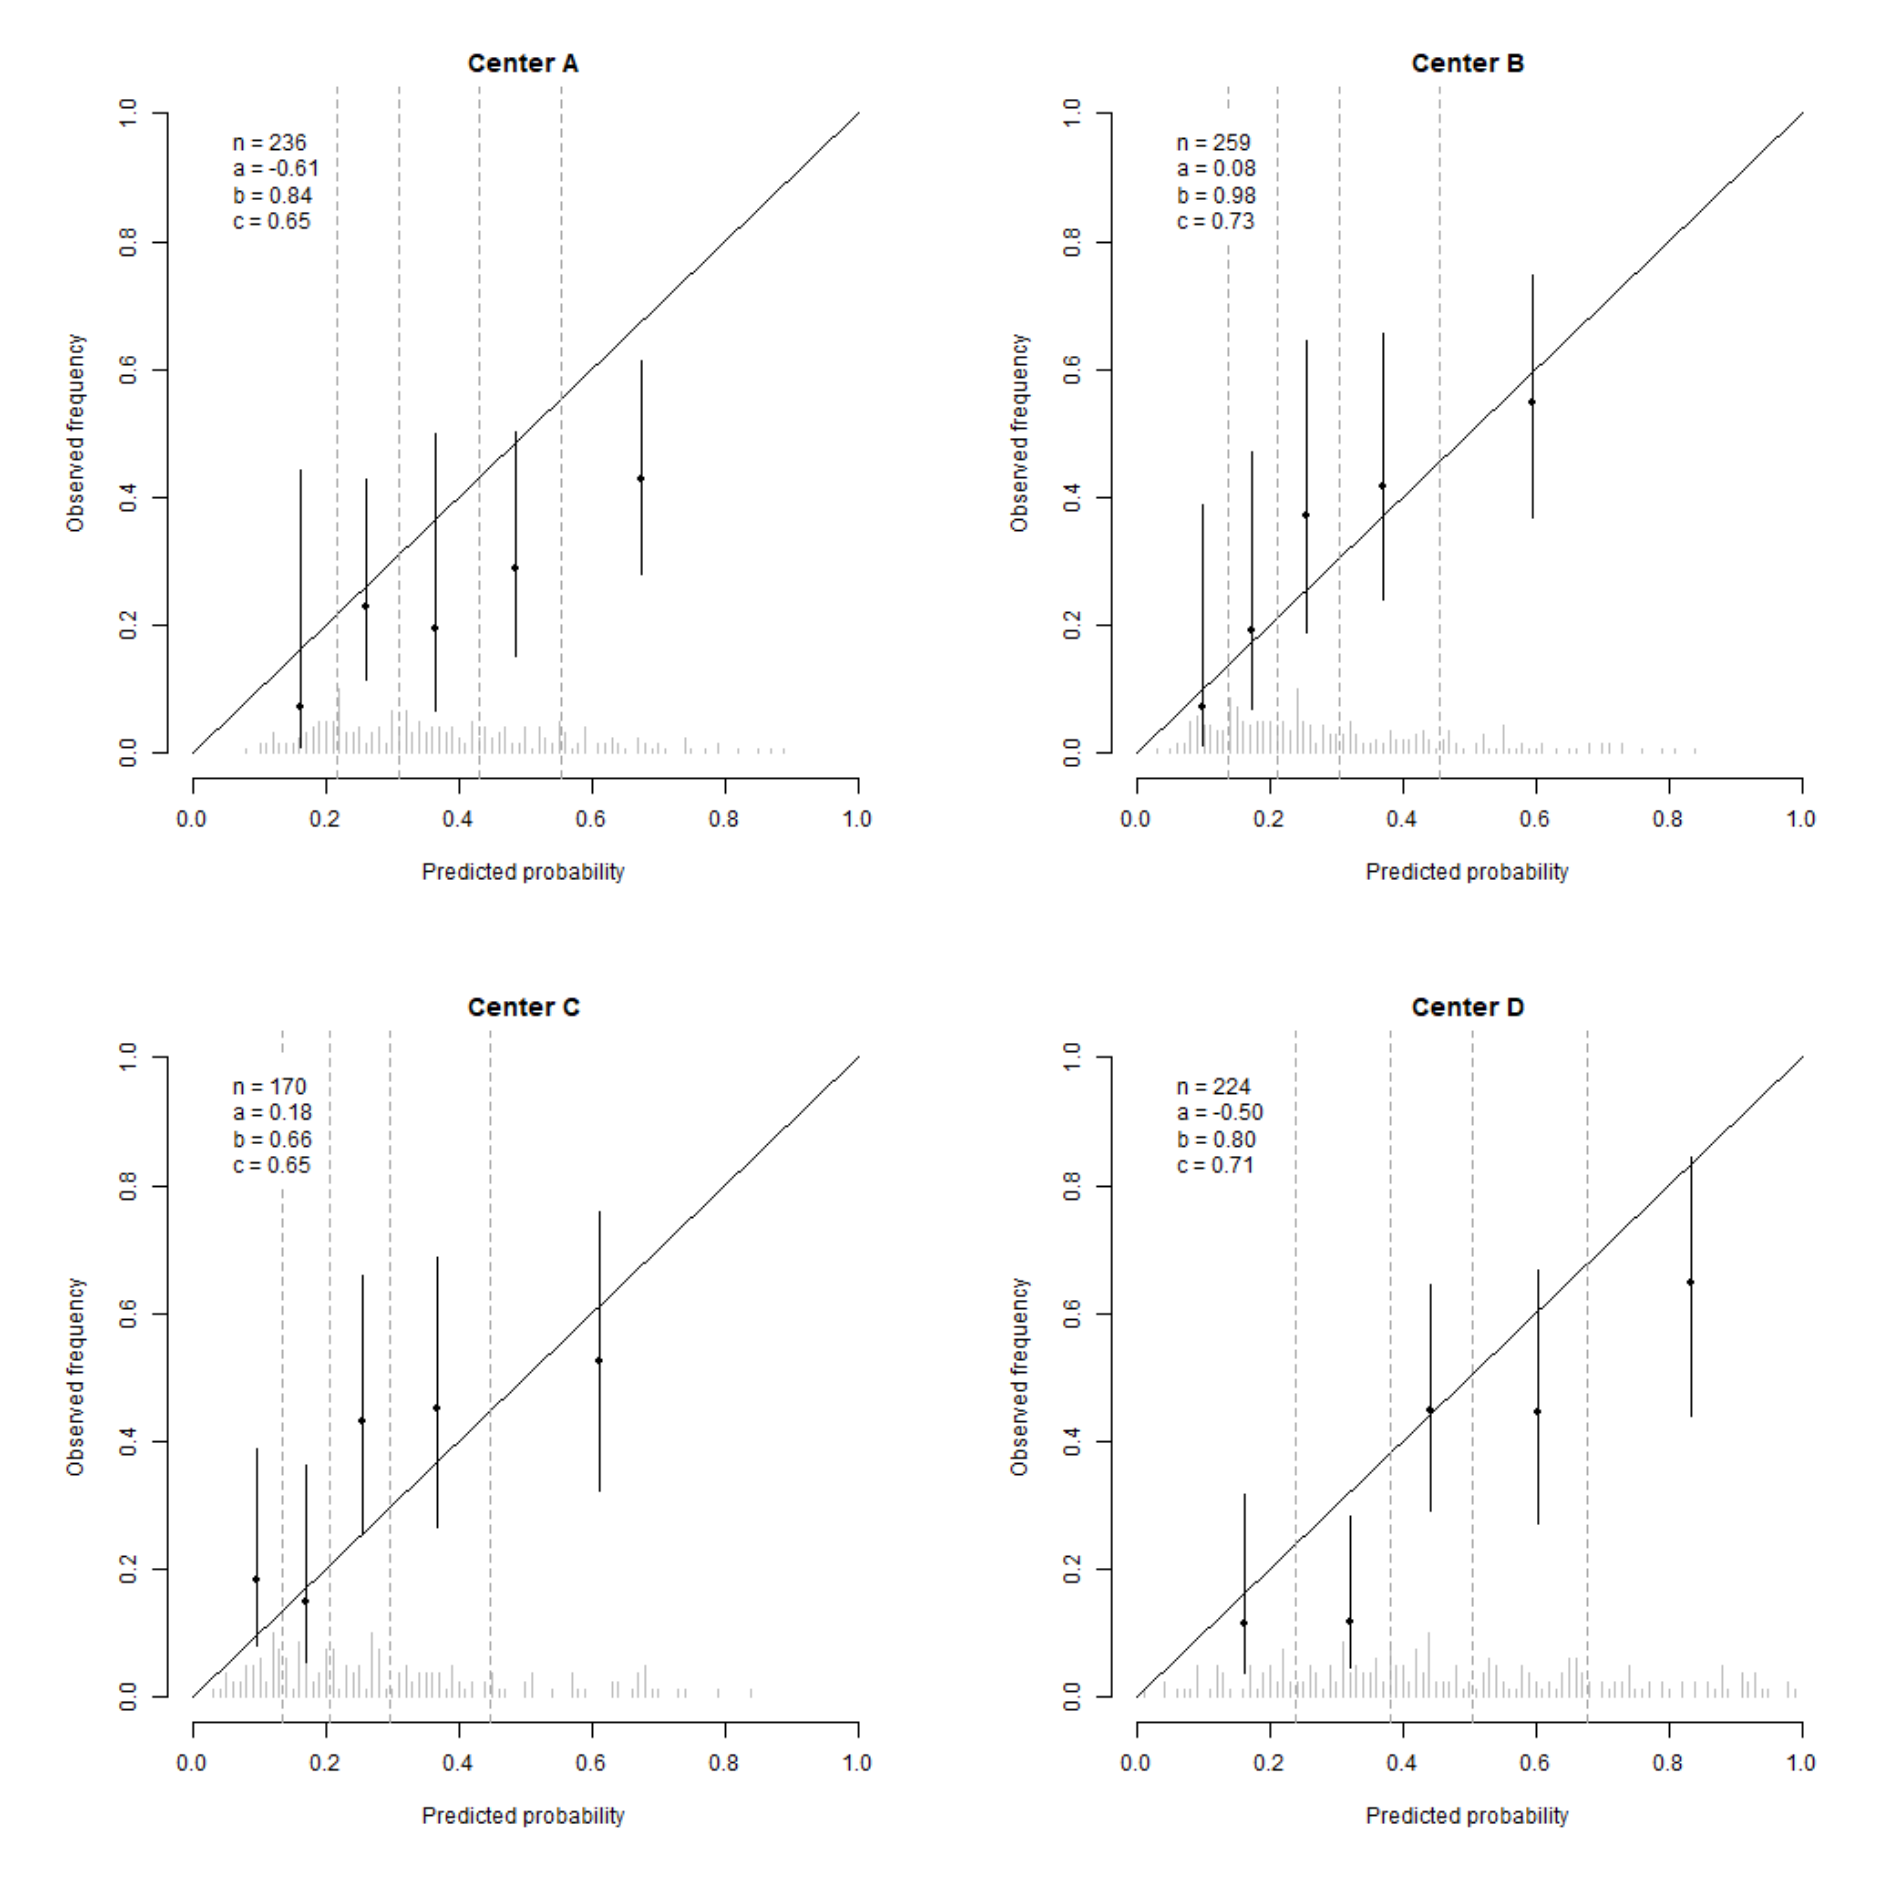 Center A
n = 236
a = -0.61
b = 0.84
c = 0.65
1.0
0.8
0.6
0.4
0.2
0.0
Observed frequency
0.0 0.2 0.4 0.6 0.8 1.0
Predicted probability
Center B
n = 259
a = 0.08
b = 0.98
c = 0.73
1.0
0.8
0.6
0.4
0.2
0.0
Observed frequency
0.0 0.2 0.4 0.6 0.8 1.0
Predicted probability
Center C
n = 170
a = 0.18
b = 0.66
c = 0.65
1.0
0.8
0.6
0.4
0.2
0.0
Observed frequency
0.0 0.2 0.4 0.6 0.8 1.0
Predicted probability
Center D
n = 224
a = -0.50
b = 0.80
c = 0.71
1.0
0.8
0.6
0.4
0.2
0.0
Observed frequency
0.0 0.2 0.4 0.6 0.8 1.0
Predicted probability